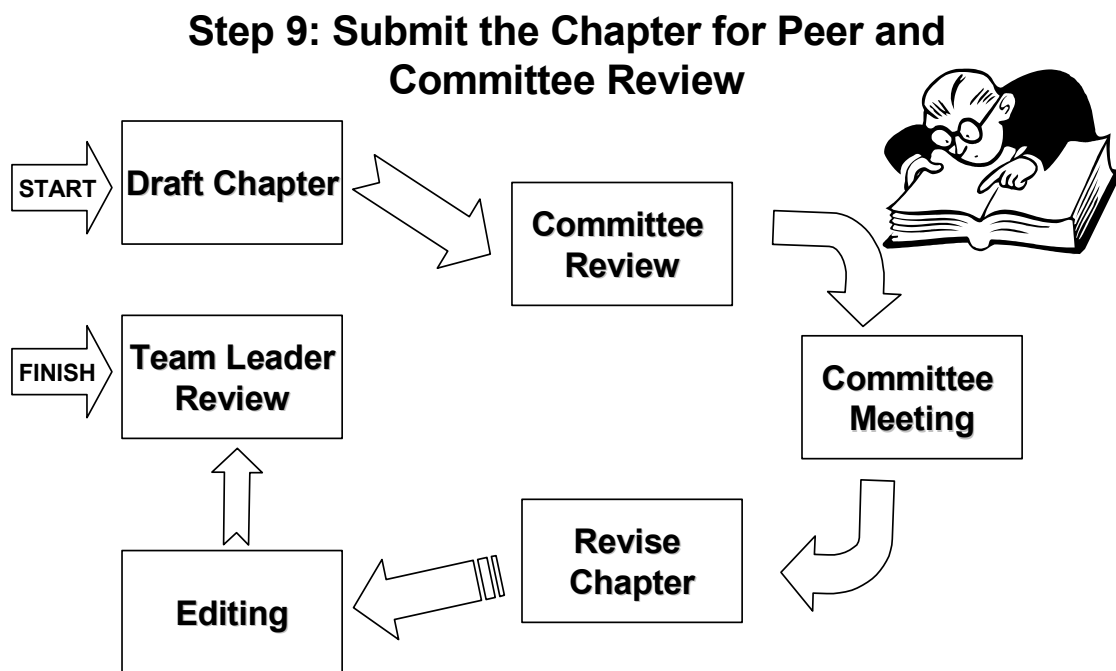 Step 9: Submit the Chapter for Peer and
Committee Review
START
Draft Chapter
Committee
Review
Committee
Meeting
Revise
Chapter
Editing
FINISH
Team Leader
Review